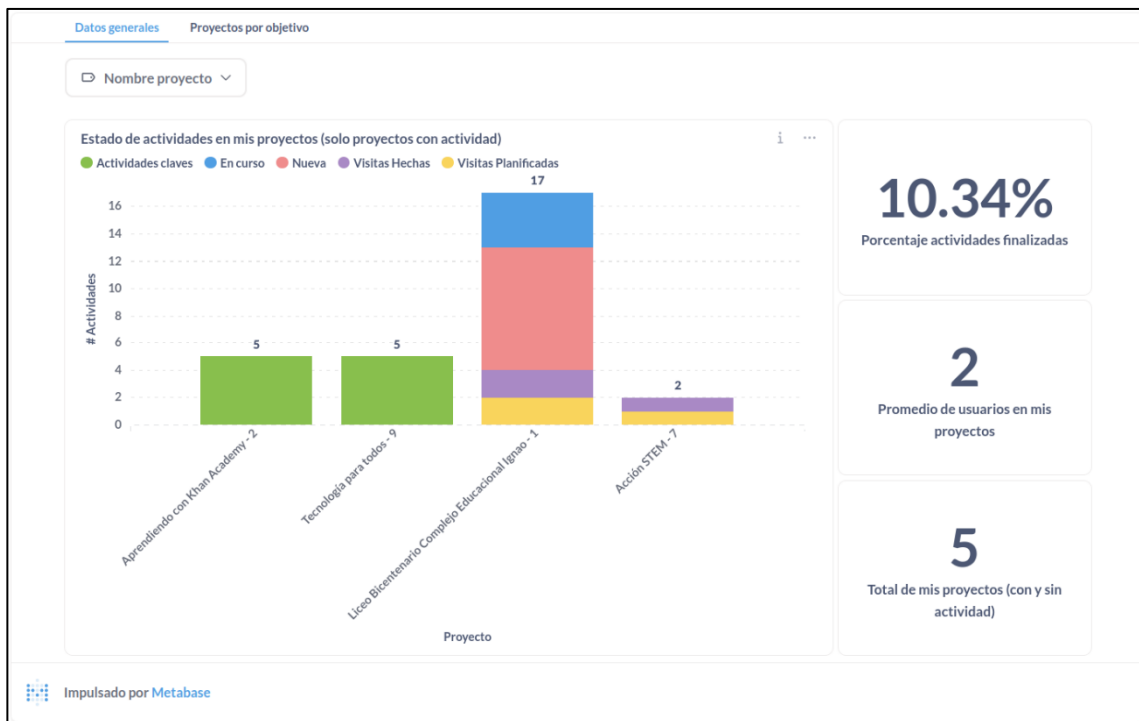 Datos generales Proyectos por objetivo
Nombre proyecto
Estado de actividades en mis proyectos (solo proyectos con actividad)
i ...
Actividades claves En curso Nueva Visitas Hechas Visitas Planificadas
17
16
14
12
10
8
6
4
2
0
# Actividades
5
5
2
Aprendiendo con Khan Academy - 2
Tecnología para todos - 9
Liceo Bicentenario Complejo Educacional Ignao - 1
Acción STEM - 7
Proyecto
10.34%
Porcentaje actividades finalizadas
2
Promedio de usuarios en mis
proyectos
5
Total de mis proyectos (con y sin
actividad)
Impulsado por Metabase